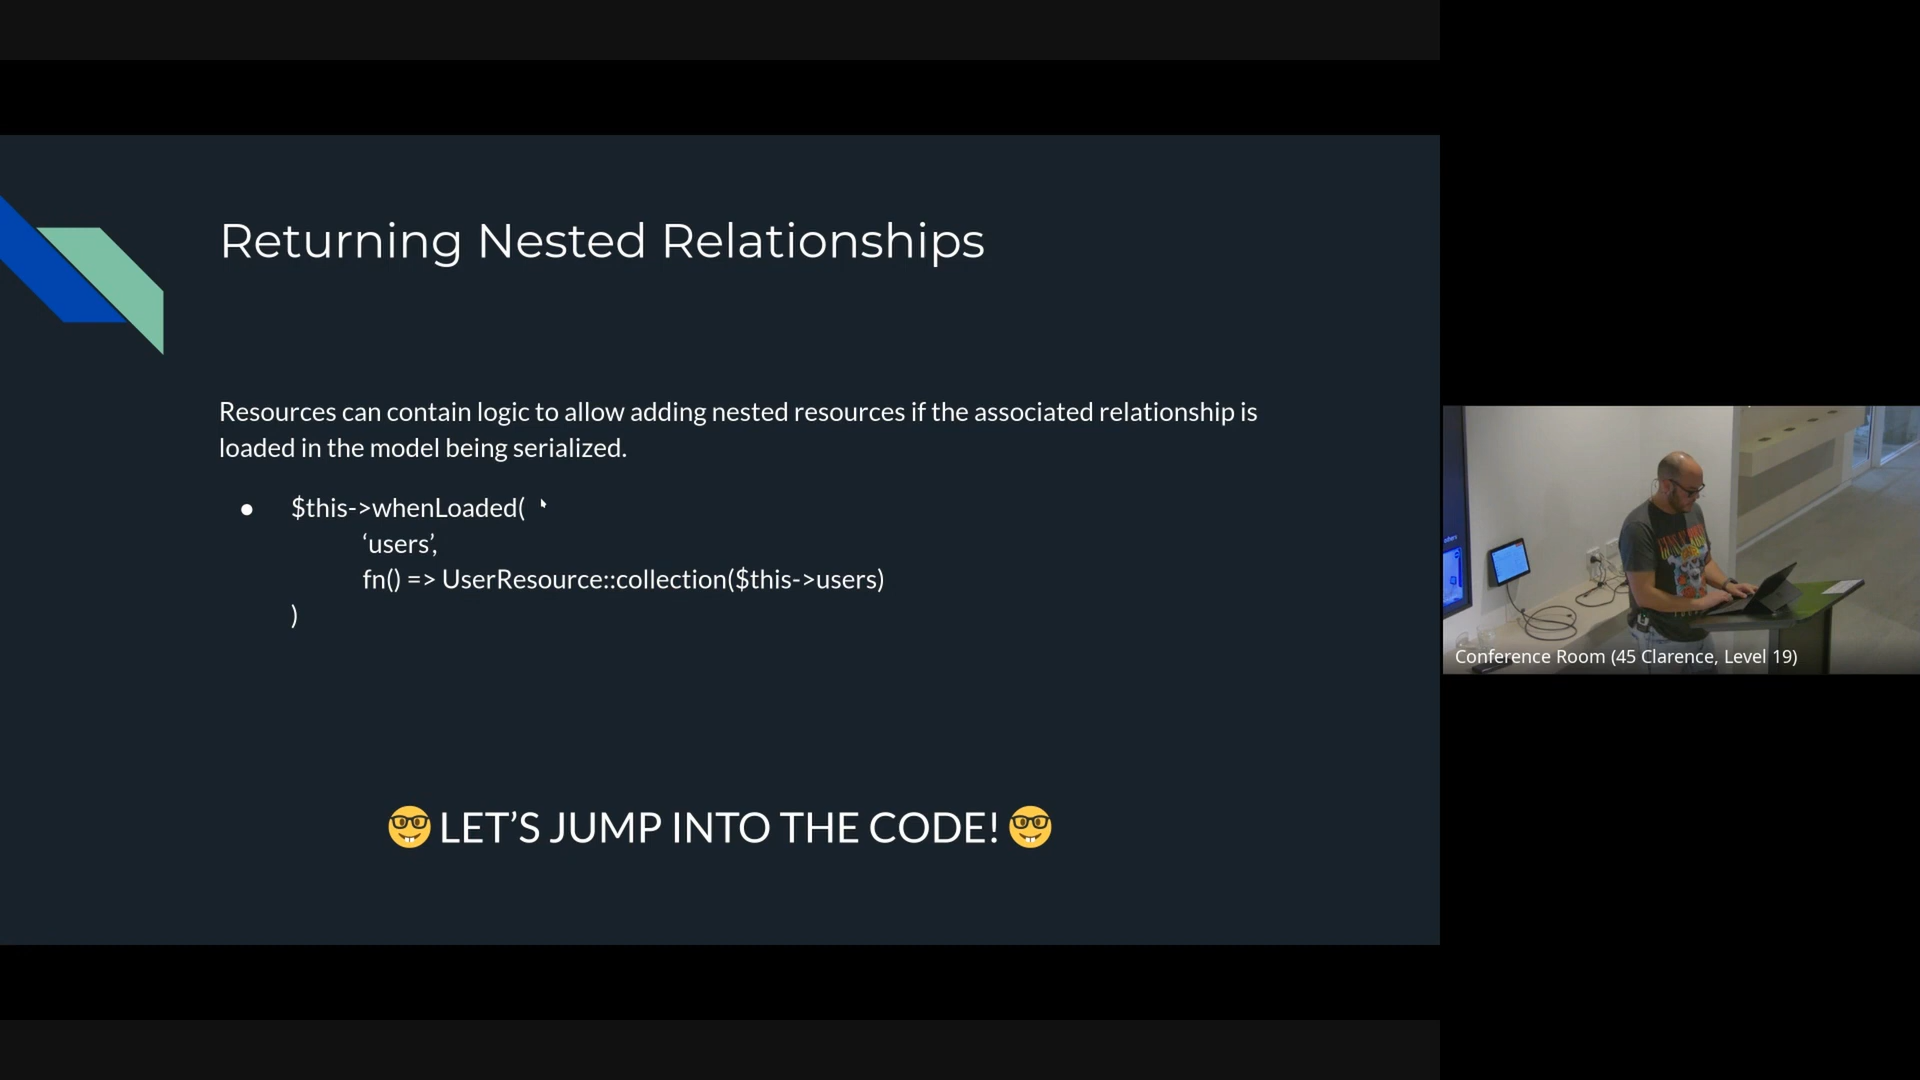 Returning Nested Relationships
Resources can contain logic to allow adding nested resources if the associated relationship is
loaded in the model being serialized.
● $this->whenLoaded(
‘users’,
fn() => UserResource::collection($this->users)
)
🤓 LET’S JUMP INTO THE CODE! 🤓
Conference Room (45 Clarence, Level 19)